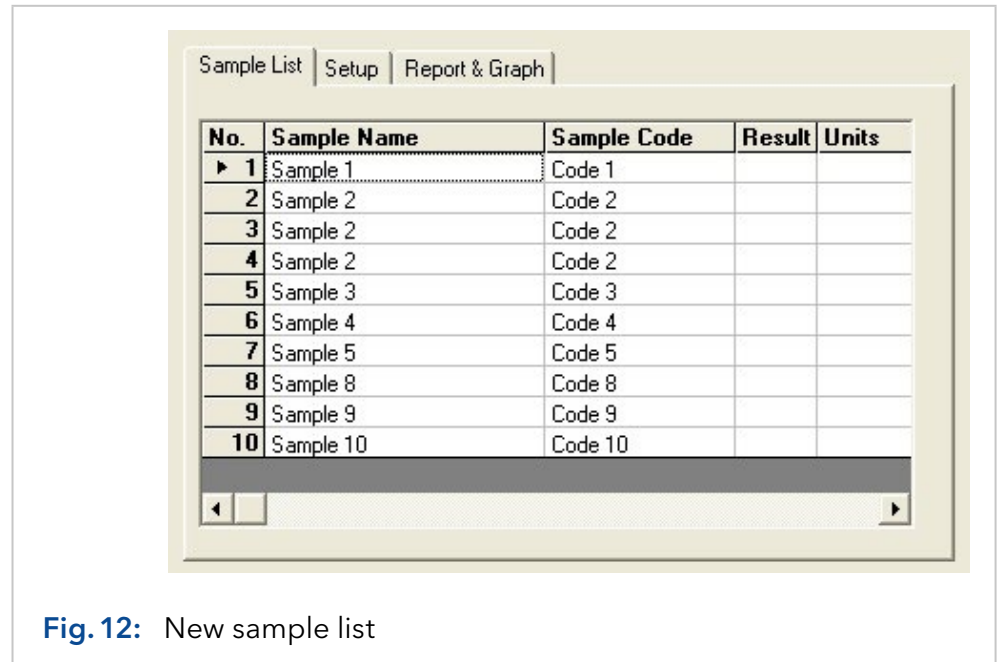 Sample List Setup Report & Graph
No. Sample Name Sample Code Result Units
1 Sample 1 Code 1
2 Sample 2 Code 2
3 Sample 2 Code 2
4 Sample 2 Code 2
5 Sample 3 Code 3
6 Sample 4 Code 4
7 Sample 5 Code 5
8 Sample 8 Code 8
9 Sample 9 Code 9
10 Sample 10 Code 10
Fig. 12: New sample list